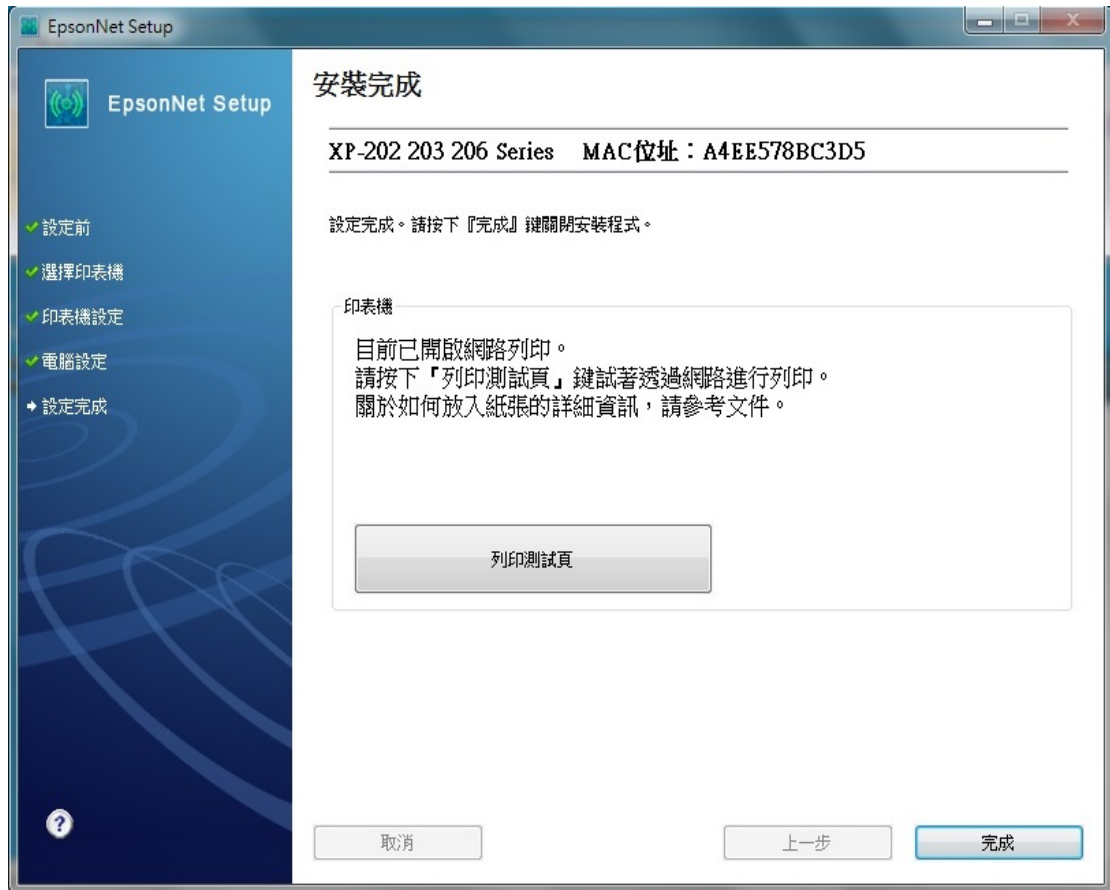 EpsonNet Setup
EpsonNet Setup
設定前
選擇印表機
印表機設定
電腦設定
設定完成
安裝完成
XP-202 203 206 Series MAC位址：A4EE578BC3D5
設定完成。請按下『完成』鍵關閉安裝程式。
印表機
目前已開啟網路列印。
請按下『列印測試頁』鍵試著透過網路進行列印。
關於如何放入紙張的詳細資訊，請參考文件。
列印測試頁
?
取消
上一步
完成